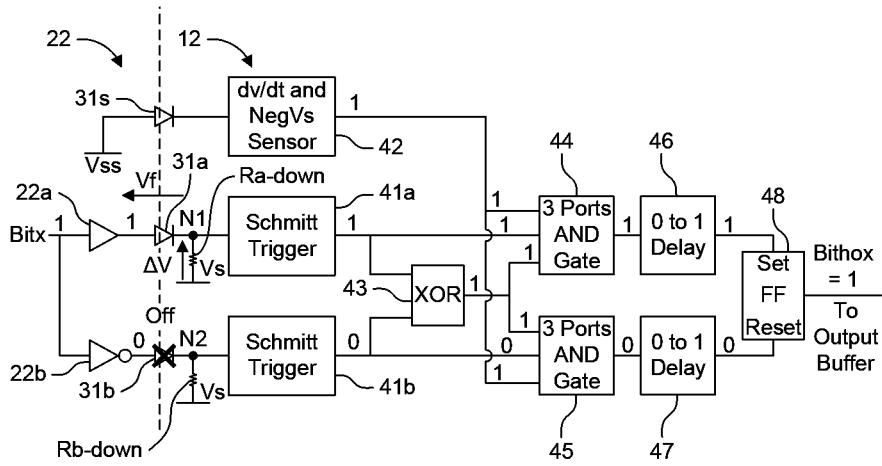 22
12
31s
dv/dt and
NegVs
Sensor
1
42
Vss
31a
Vf
Ra-down
41a
44
46
48
22a
Bitx
1
1
N1
ΔV
Vs
Schmitt
Trigger
1
1
1
3 Ports
AND
Gate
1
0 to 1
Delay
1
43
XOR
1
Set
FF
Reset
Bithox
= 1
To
Output
Buffer
Off
0
N2
22b
31b
Vs
Schmitt
Trigger
0
41b
1
0
1
3 Ports
AND
Gate
0
0 to 1
Delay
0
Rb-down
45
47